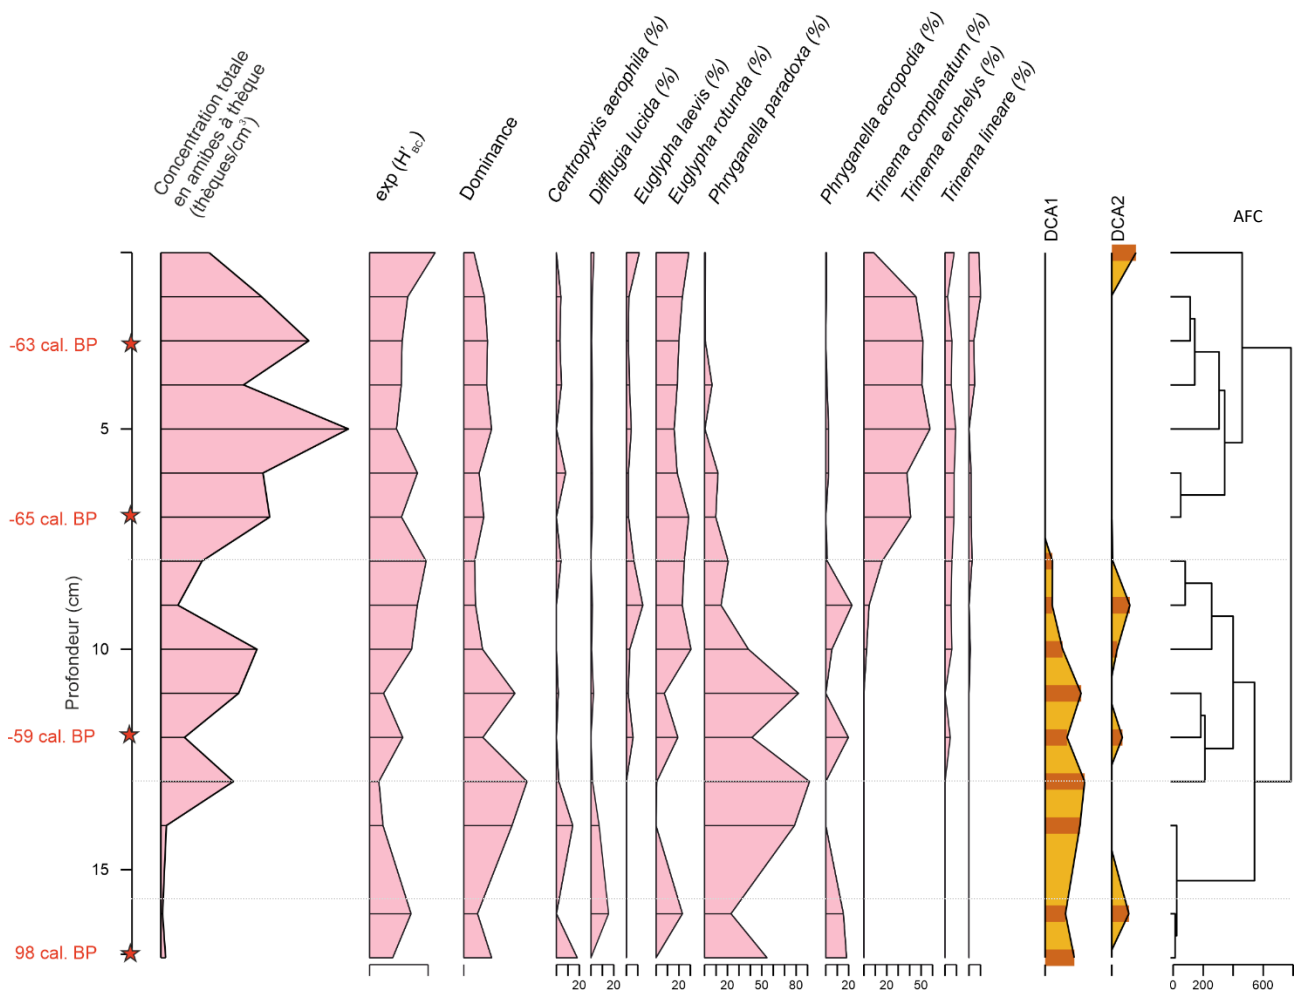 Concentration totale
en amibes à thèque
(thèques/cm³)
exp (H'BC)
Dominance
Centropyxis aerophila (%)
Difflugia lucida (%)
Euglypha laevis (%)
Euglypha rotunda (%)
Phryganella paradoxa (%)
Phryganella acropodia (%)
Trinema complanatum (%)
Trinema enchelys (%)
Trinema lineare (%)
DCA1
DCA2
AFC
-63 cal. BP
5
-65 cal. BP
Profondeur (cm)
10
-59 cal. BP
15
98 cal. BP
20 20 20 20 50 80 20 20 50 0 200 600